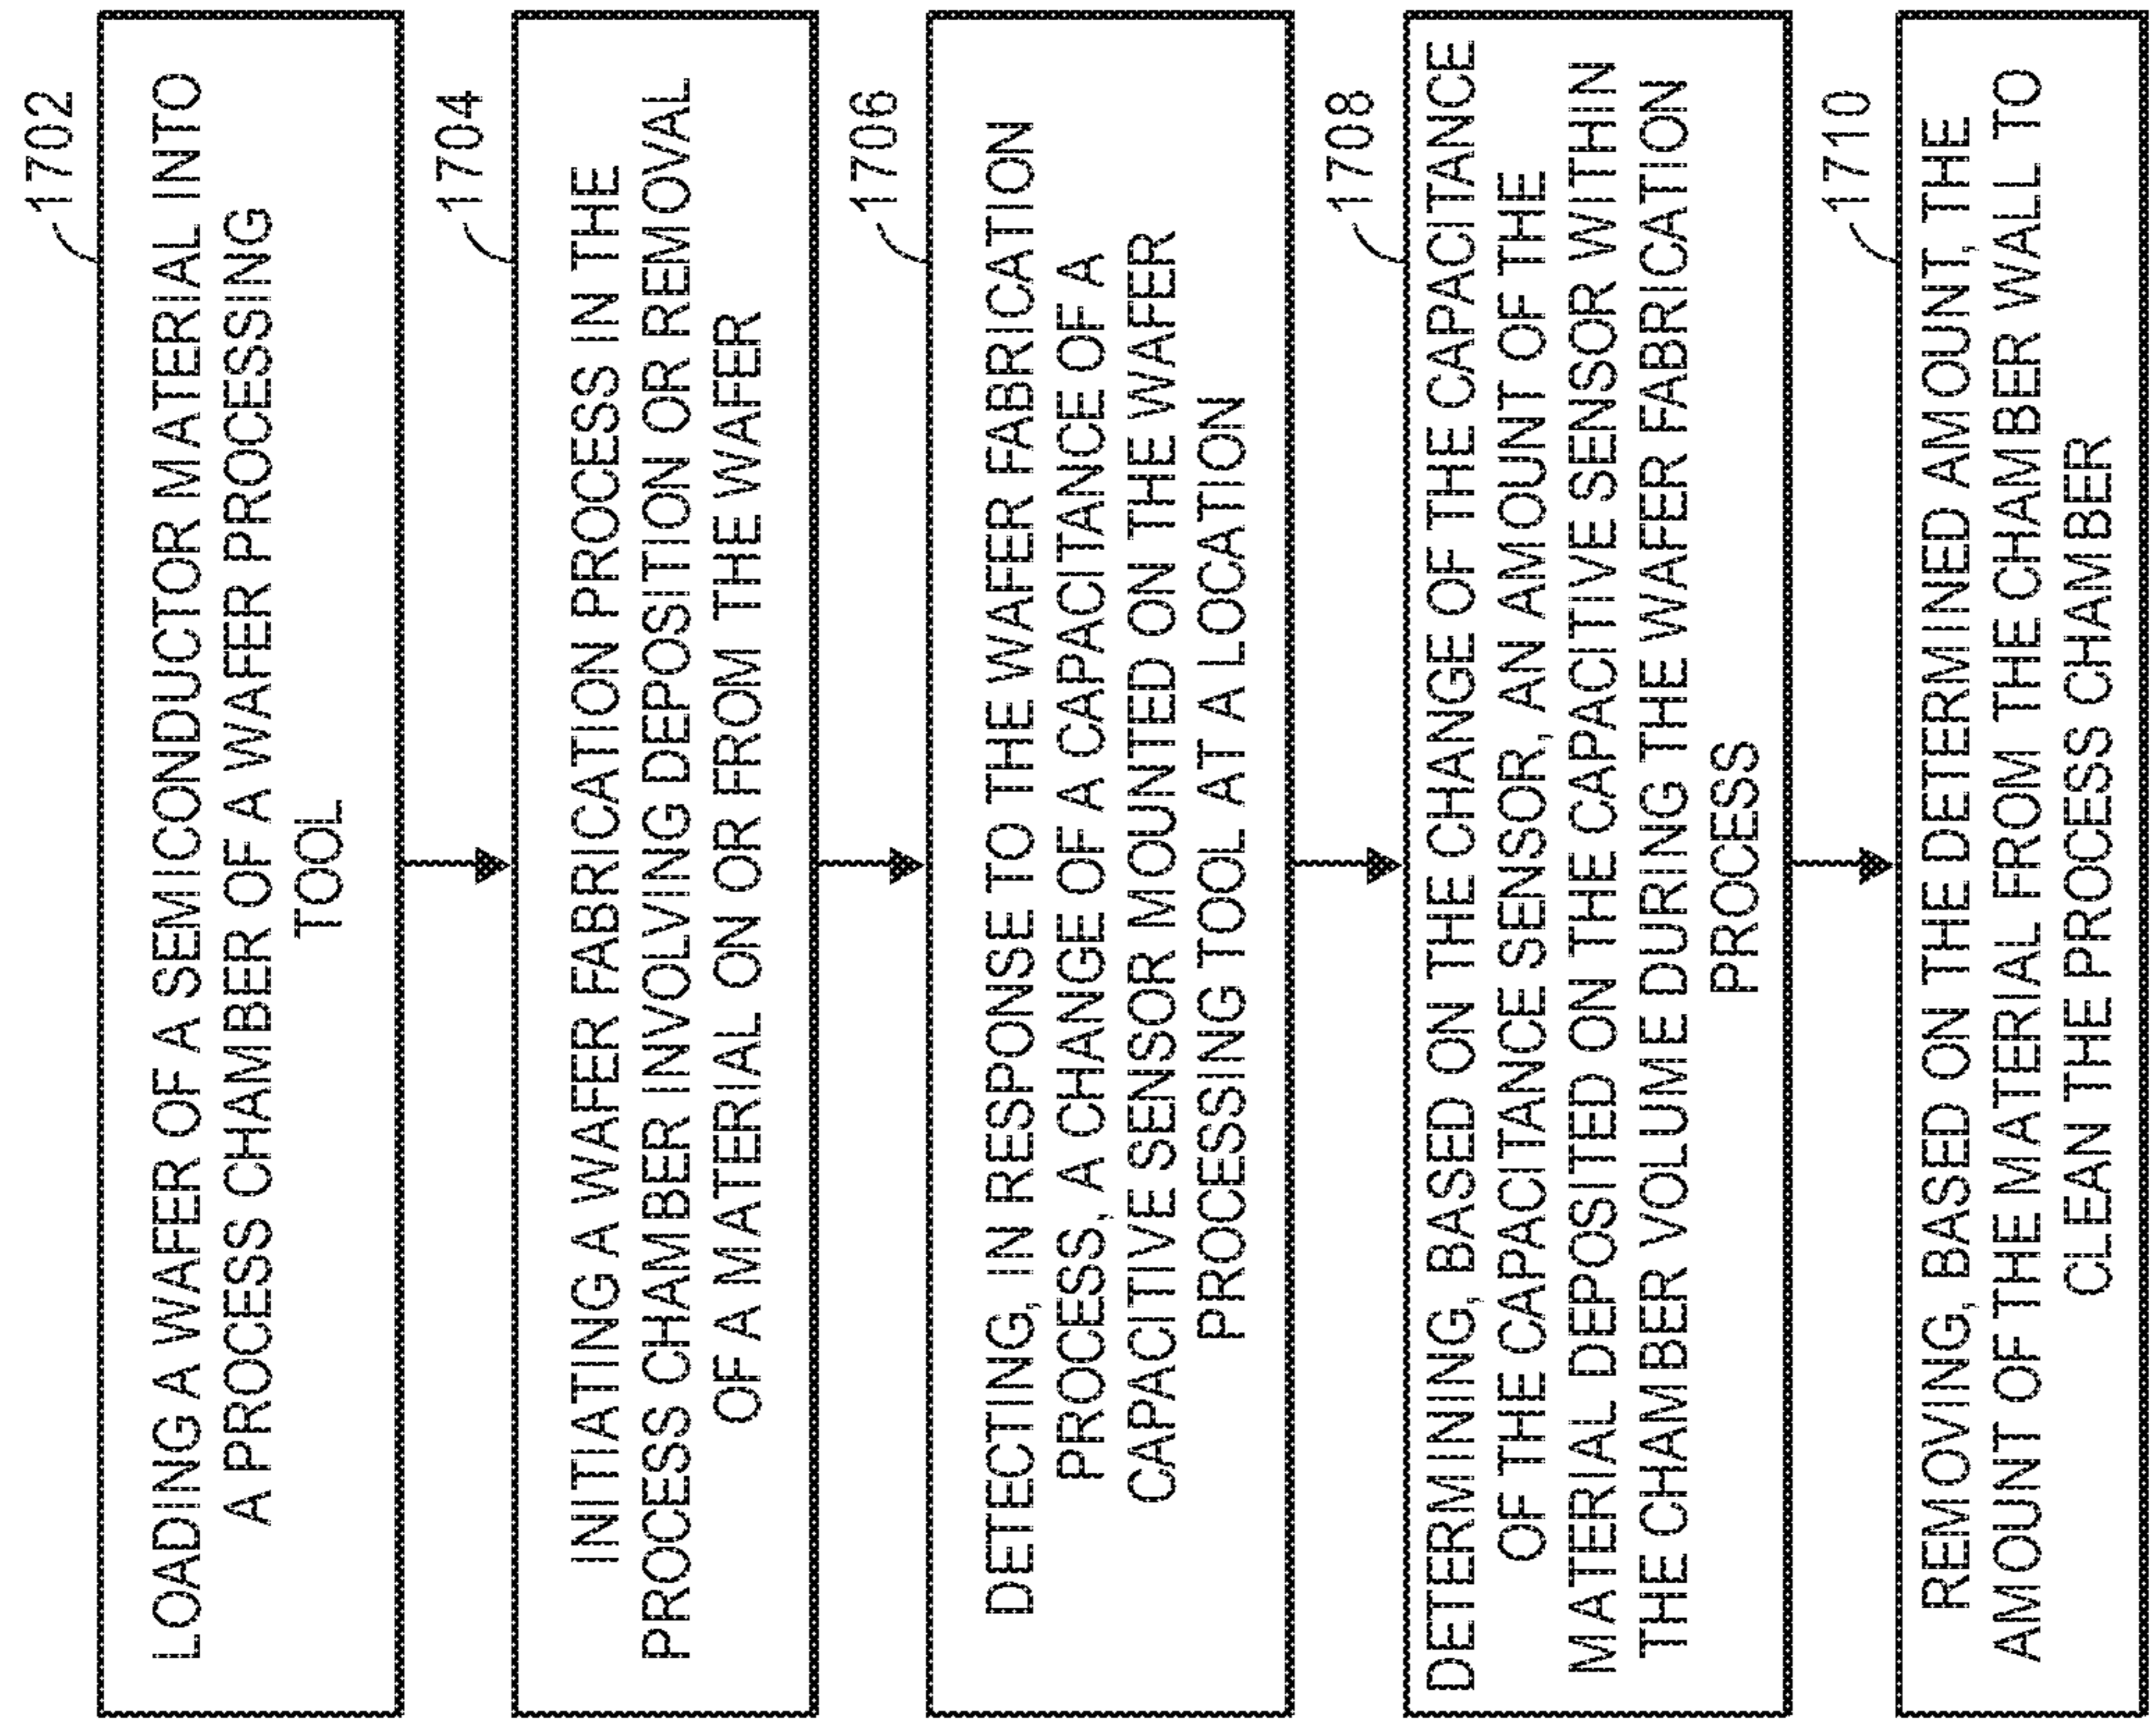 1702
LOADING A WAFER OF A SEMICONDUCTOR MATERIAL INTO
A PROCESS CHAMBER OF A WAFER PROCESSING
TOOL
1704
INITIATING A WAFER FABRICATION PROCESS IN THE
PROCESS CHAMBER INVOLVING DEPOSITION OR REMOVAL
OF A MATERIAL ON OR FROM THE WAFER
1706
DETECTING, IN RESPONSE TO THE WAFER FABRICATION
PROCESS, A CHANGE OF A CAPACITANCE OF A
CAPACITIVE SENSOR MOUNTED ON THE WAFER
PROCESSING TOOL AT A LOCATION
1708
DETERMINING, BASED ON THE CHANGE OF THE CAPACITANCE
OF THE CAPACITANCE SENSOR, AN AMOUNT OF THE
MATERIAL DEPOSITED ON THE CAPACITIVE SENSOR WITHIN
THE CHAMBER VOLUME DURING THE WAFER FABRICATION
PROCESS
1710
REMOVING, BASED ON THE DETERMINED AMOUNT, THE
AMOUNT OF THE MATERIAL FROM THE CHAMBER WALL TO
CLEAN THE PROCESS CHAMBER